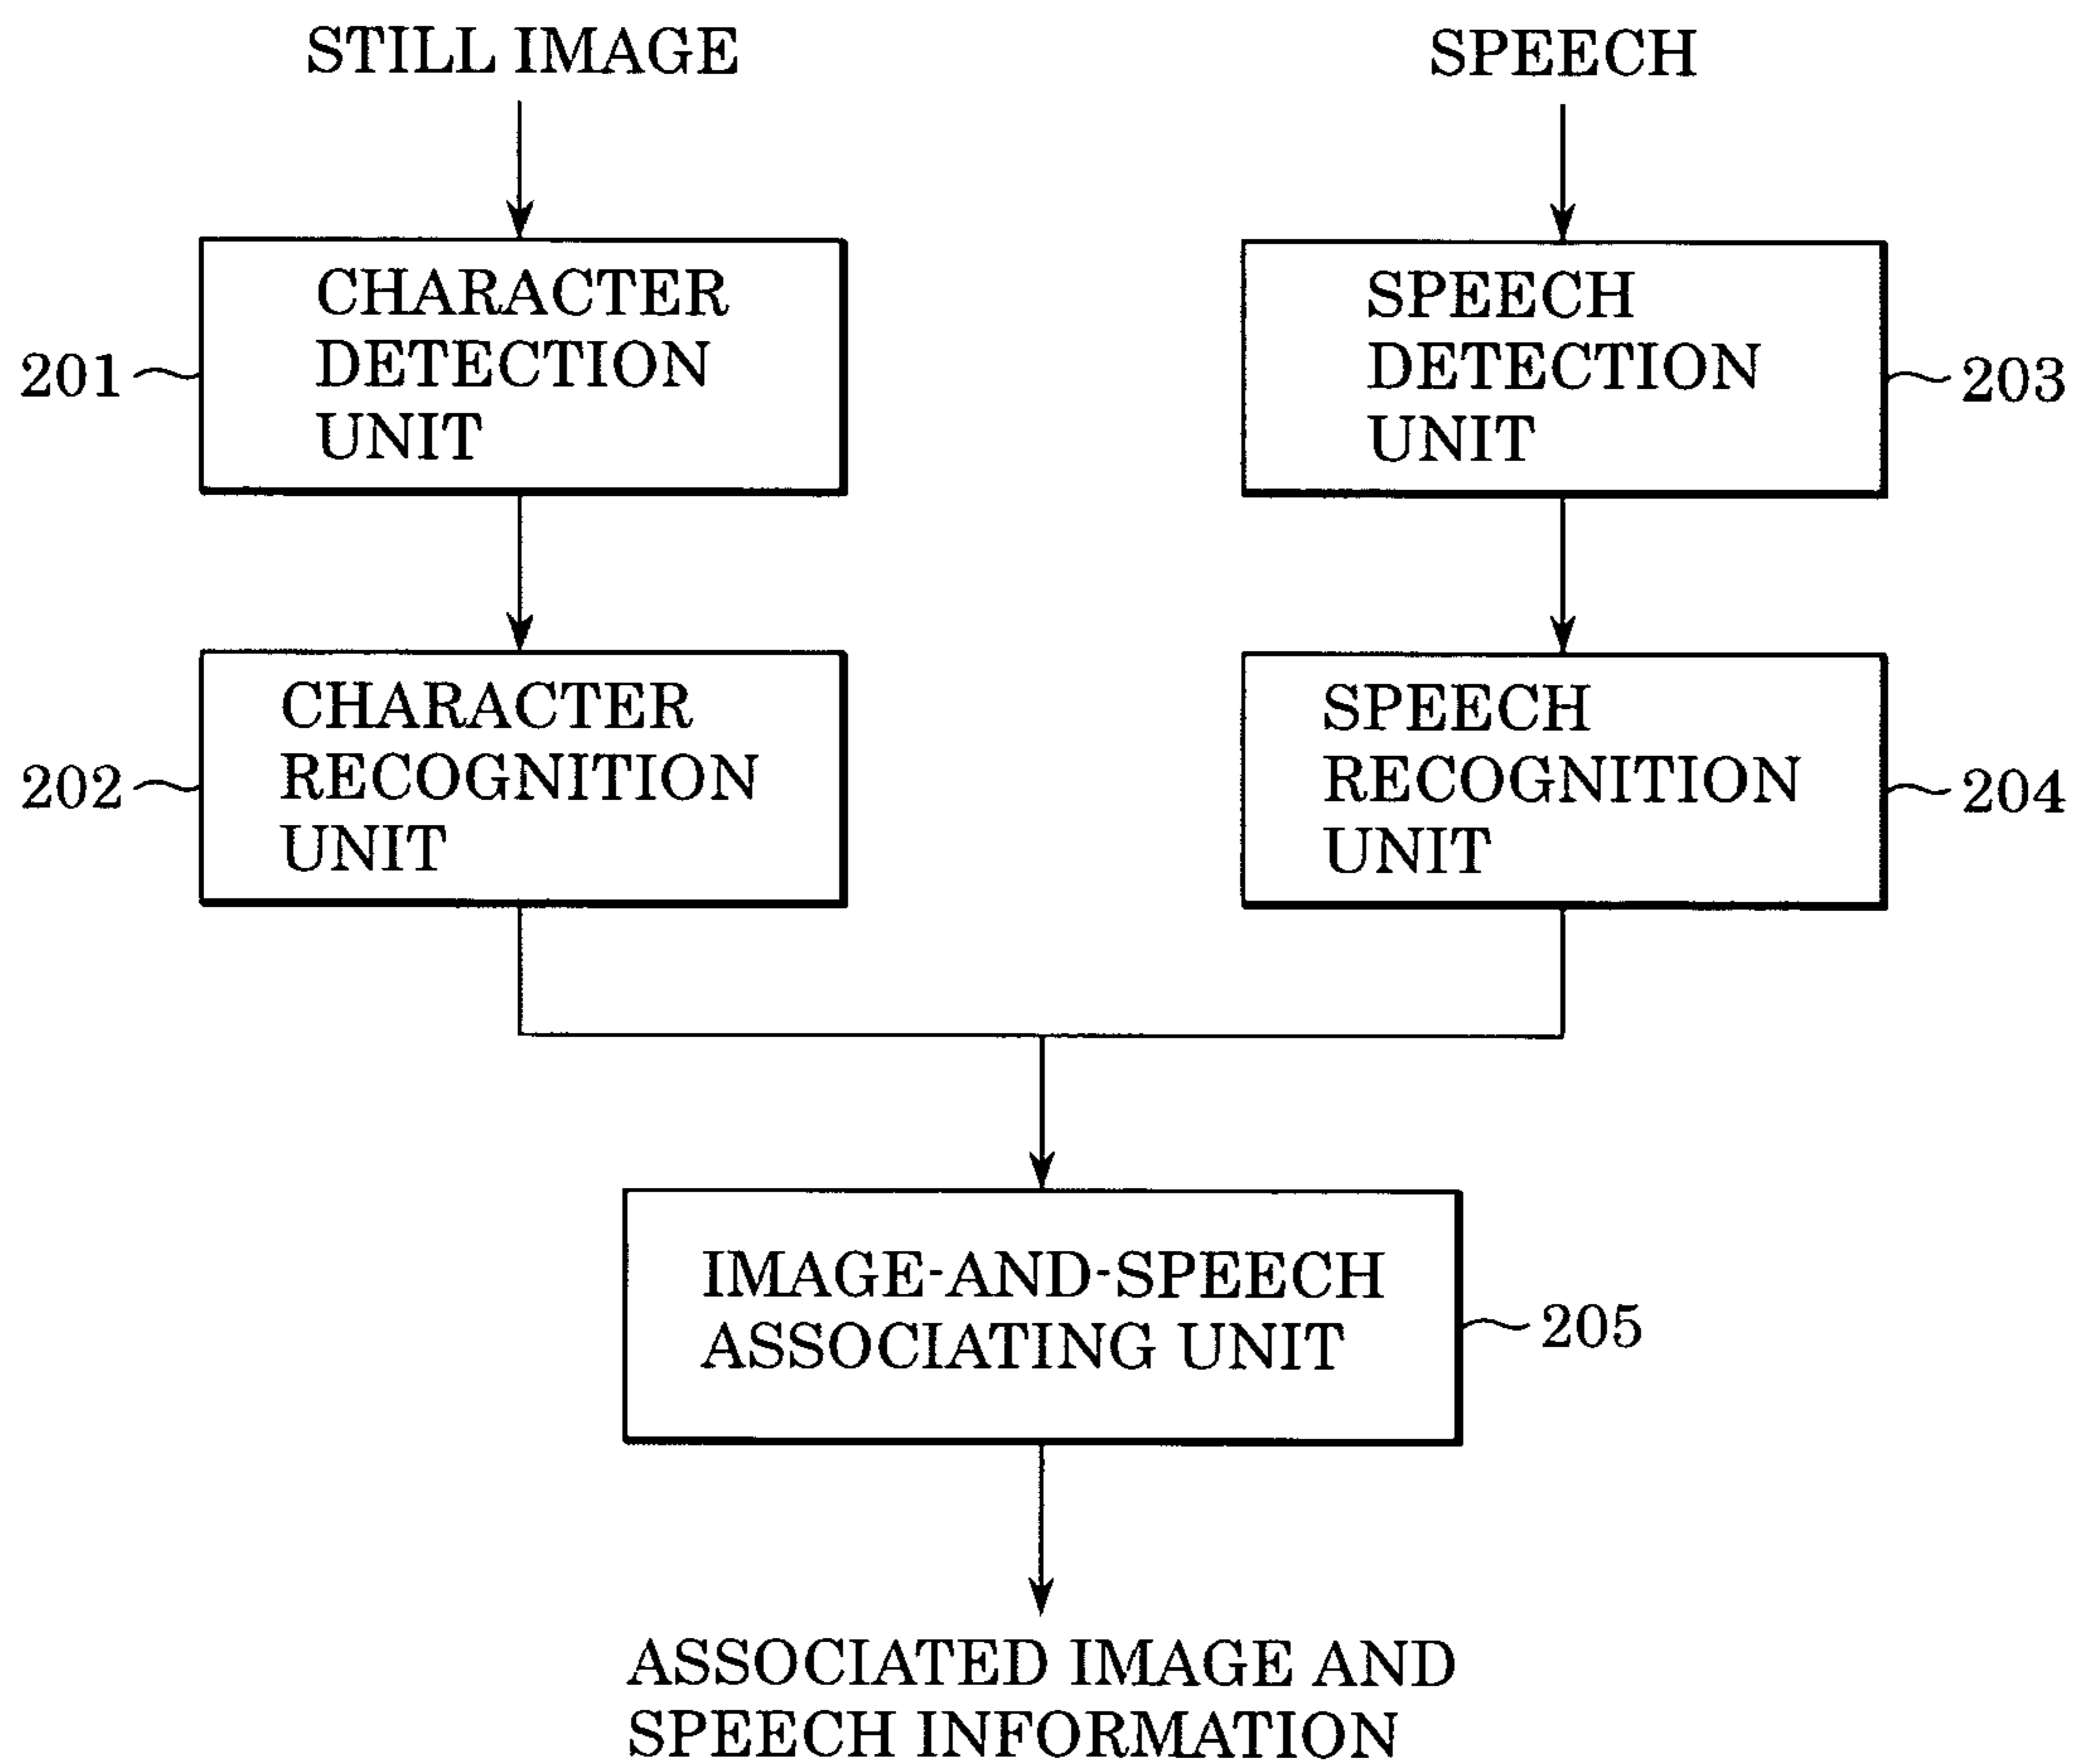 STILL IMAGE
SPEECH
CHARACTER
DETECTION
UNIT
201
SPEECH
DETECTION
UNIT
203
CHARACTER
RECOGNITION
UNIT
202
SPEECH
RECOGNITION
UNIT
204
IMAGE-AND-SPEECH
ASSOCIATING UNIT
205
ASSOCIATED IMAGE AND
SPEECH INFORMATION